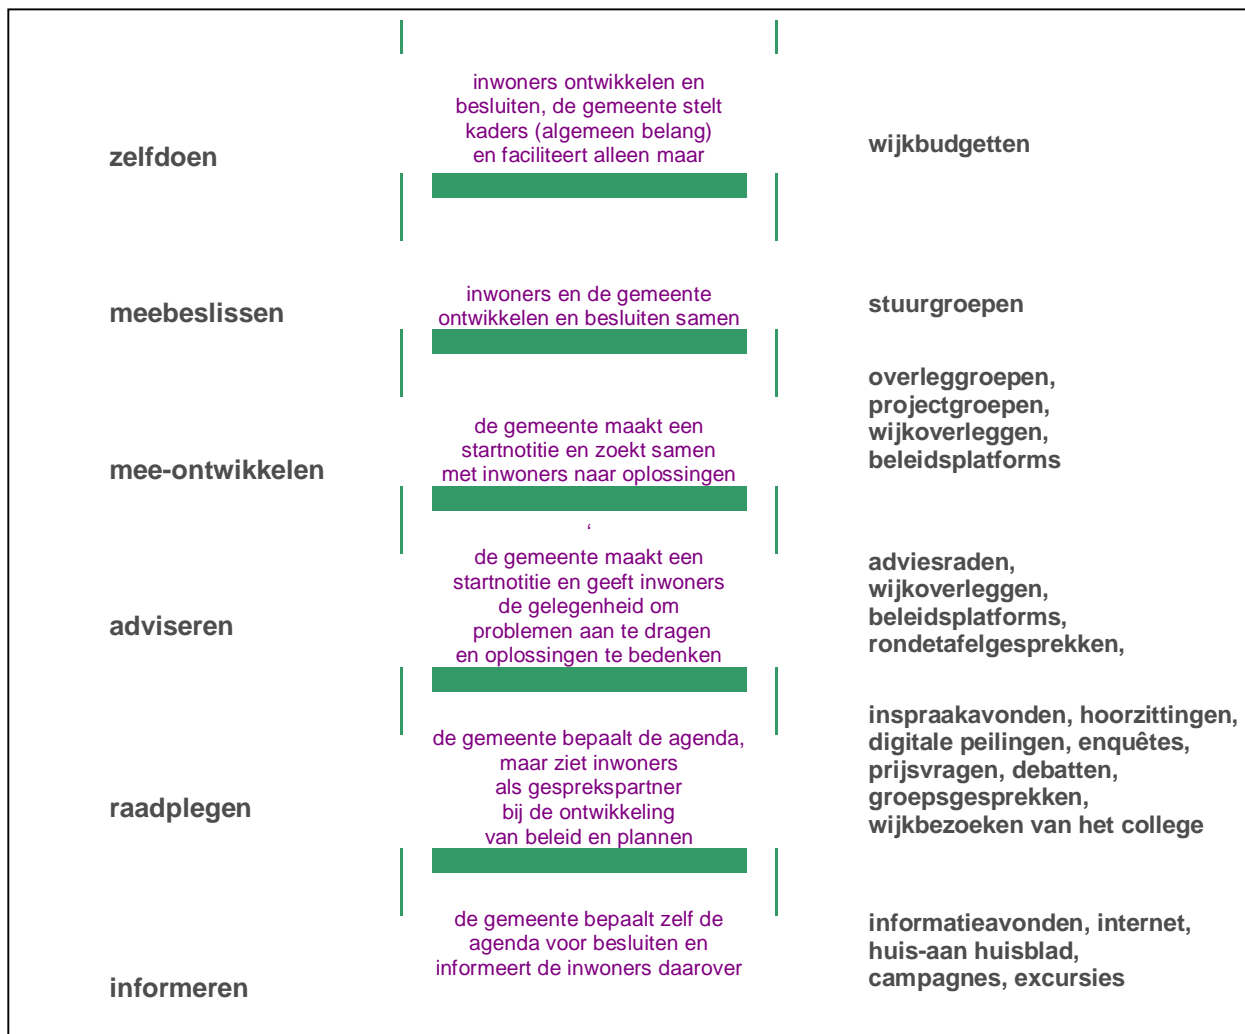 zelfdoen
inwoners ontwikkelen en
besluiten, de gemeente stelt
kaders (algemeen belang)
en faciliteert alleen maar
wijkbudgetten
meebeslissen
inwoners en de gemeente
ontwikkelen en besluiten samen
stuurgroepen
mee-ontwikkelen
de gemeente maakt een
startnotitie en zoekt samen
met inwoners naar oplossingen
overleggroepen,
projectgroepen,
wijkoverleggen,
beleidsplatforms
adviseren
‘
de gemeente maakt een
startnotitie en geeft inwoners
de gelegenheid om
problemen aan te dragen
en oplossingen te bedenken
adviesraden,
wijkoverleggen,
beleidsplatforms,
rondetafelgesprekken,
raadplegen
de gemeente bepaalt de agenda,
maar ziet inwoners
als gesprekspartner
bij de ontwikkeling
van beleid en plannen
inspraakavonden, hoorzittingen,
digitale peilingen, enquêtes,
prijsvragen, debatten,
groepsgesprekken,
wijkbezoeken van het college
informeren
de gemeente bepaalt zelf de
agenda voor besluiten en
informeert de inwoners daarover
informatieavonden, internet,
huis-aan huisblad,
campagnes, excursies